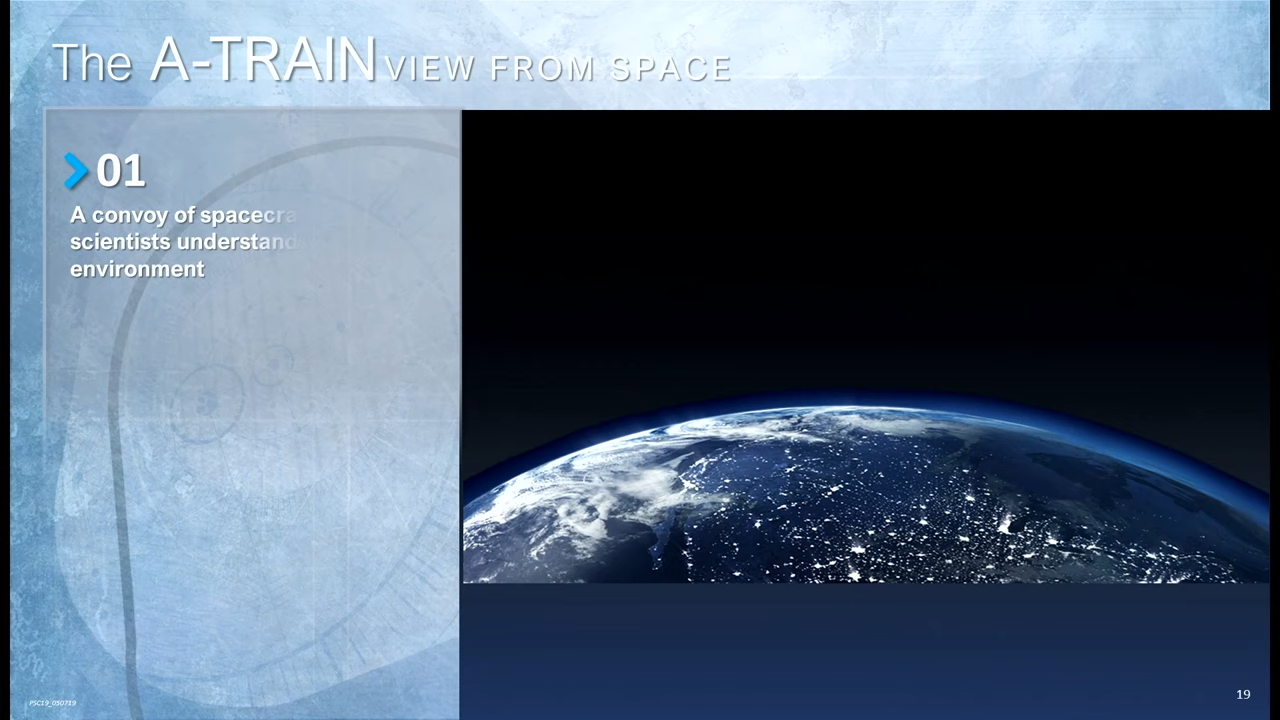 The A-TRAIN VIEW FROM SPACE
01
A convoy of spacecra
scientists understand
environment
PSC19_050719
19